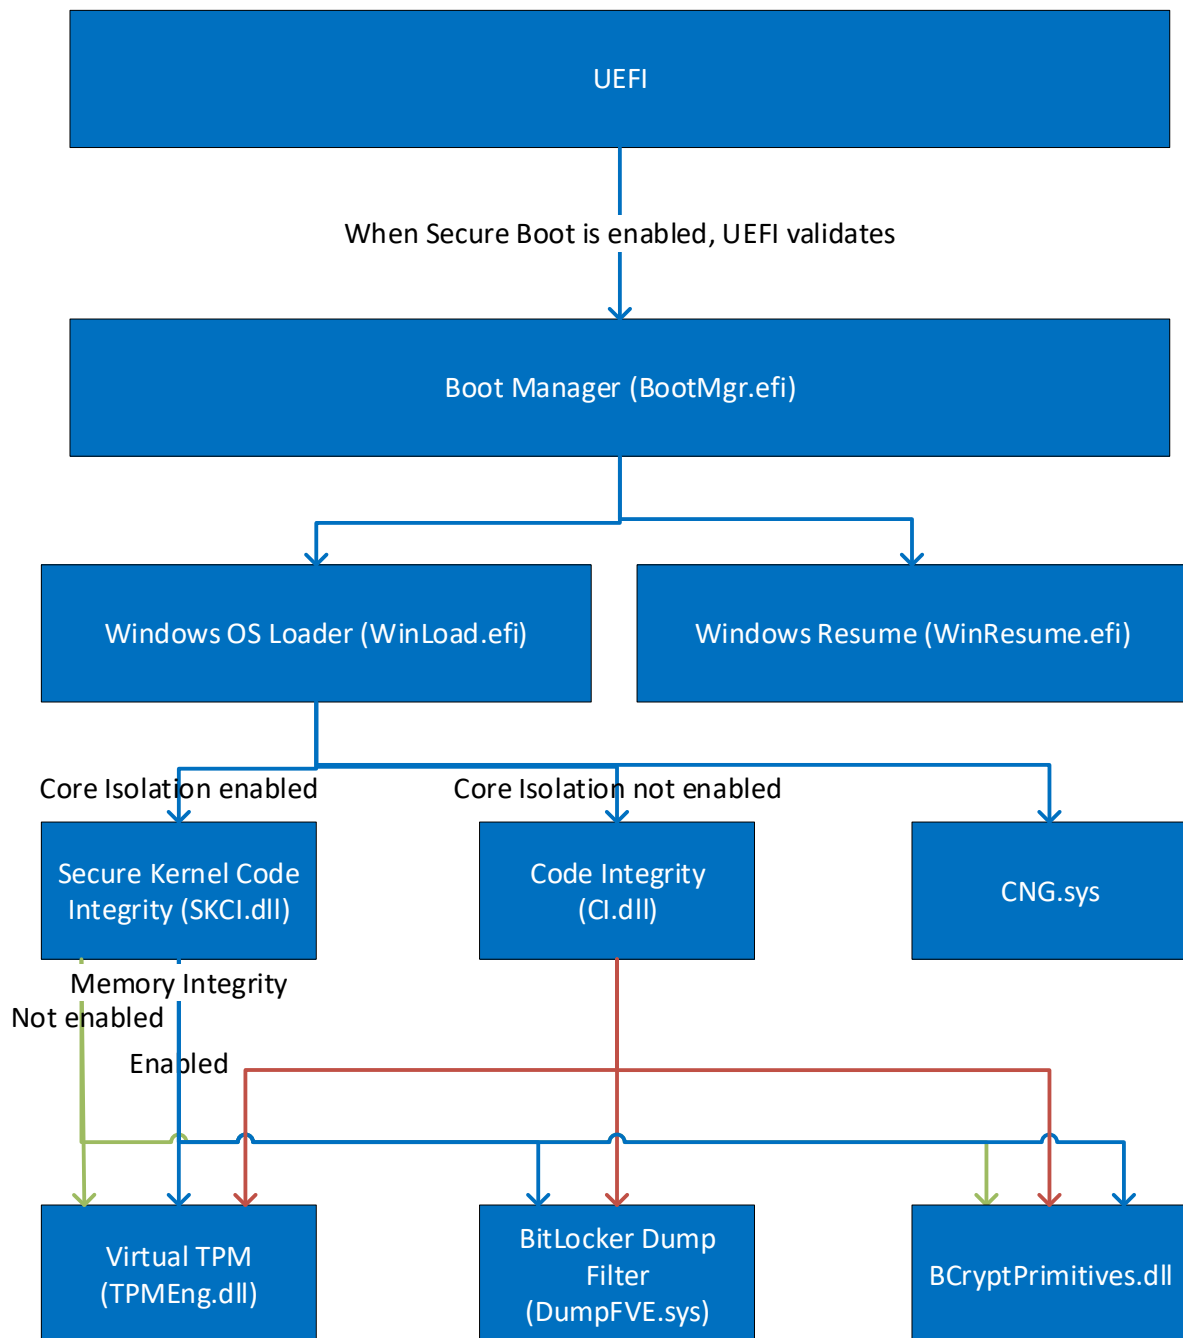 UEFI
When Secure Boot is enabled, UEFI validates
Boot Manager (BootMgr.efi)
Windows OS Loader (WinLoad.efi)
Windows Resume (WinResume.efi)
Core Isolation enabled
Core Isolation not enabled
Secure Kernel Code
Integrity (SKCI.dll)
Code Integrity
(CI.dll)
CNG.sys
Memory Integrity
Not enabled
Enabled
Virtual TPM
(TPMEng.dll)
BitLocker Dump
Filter
(DumpFVE.sys)
BCryptPrimitives.dll